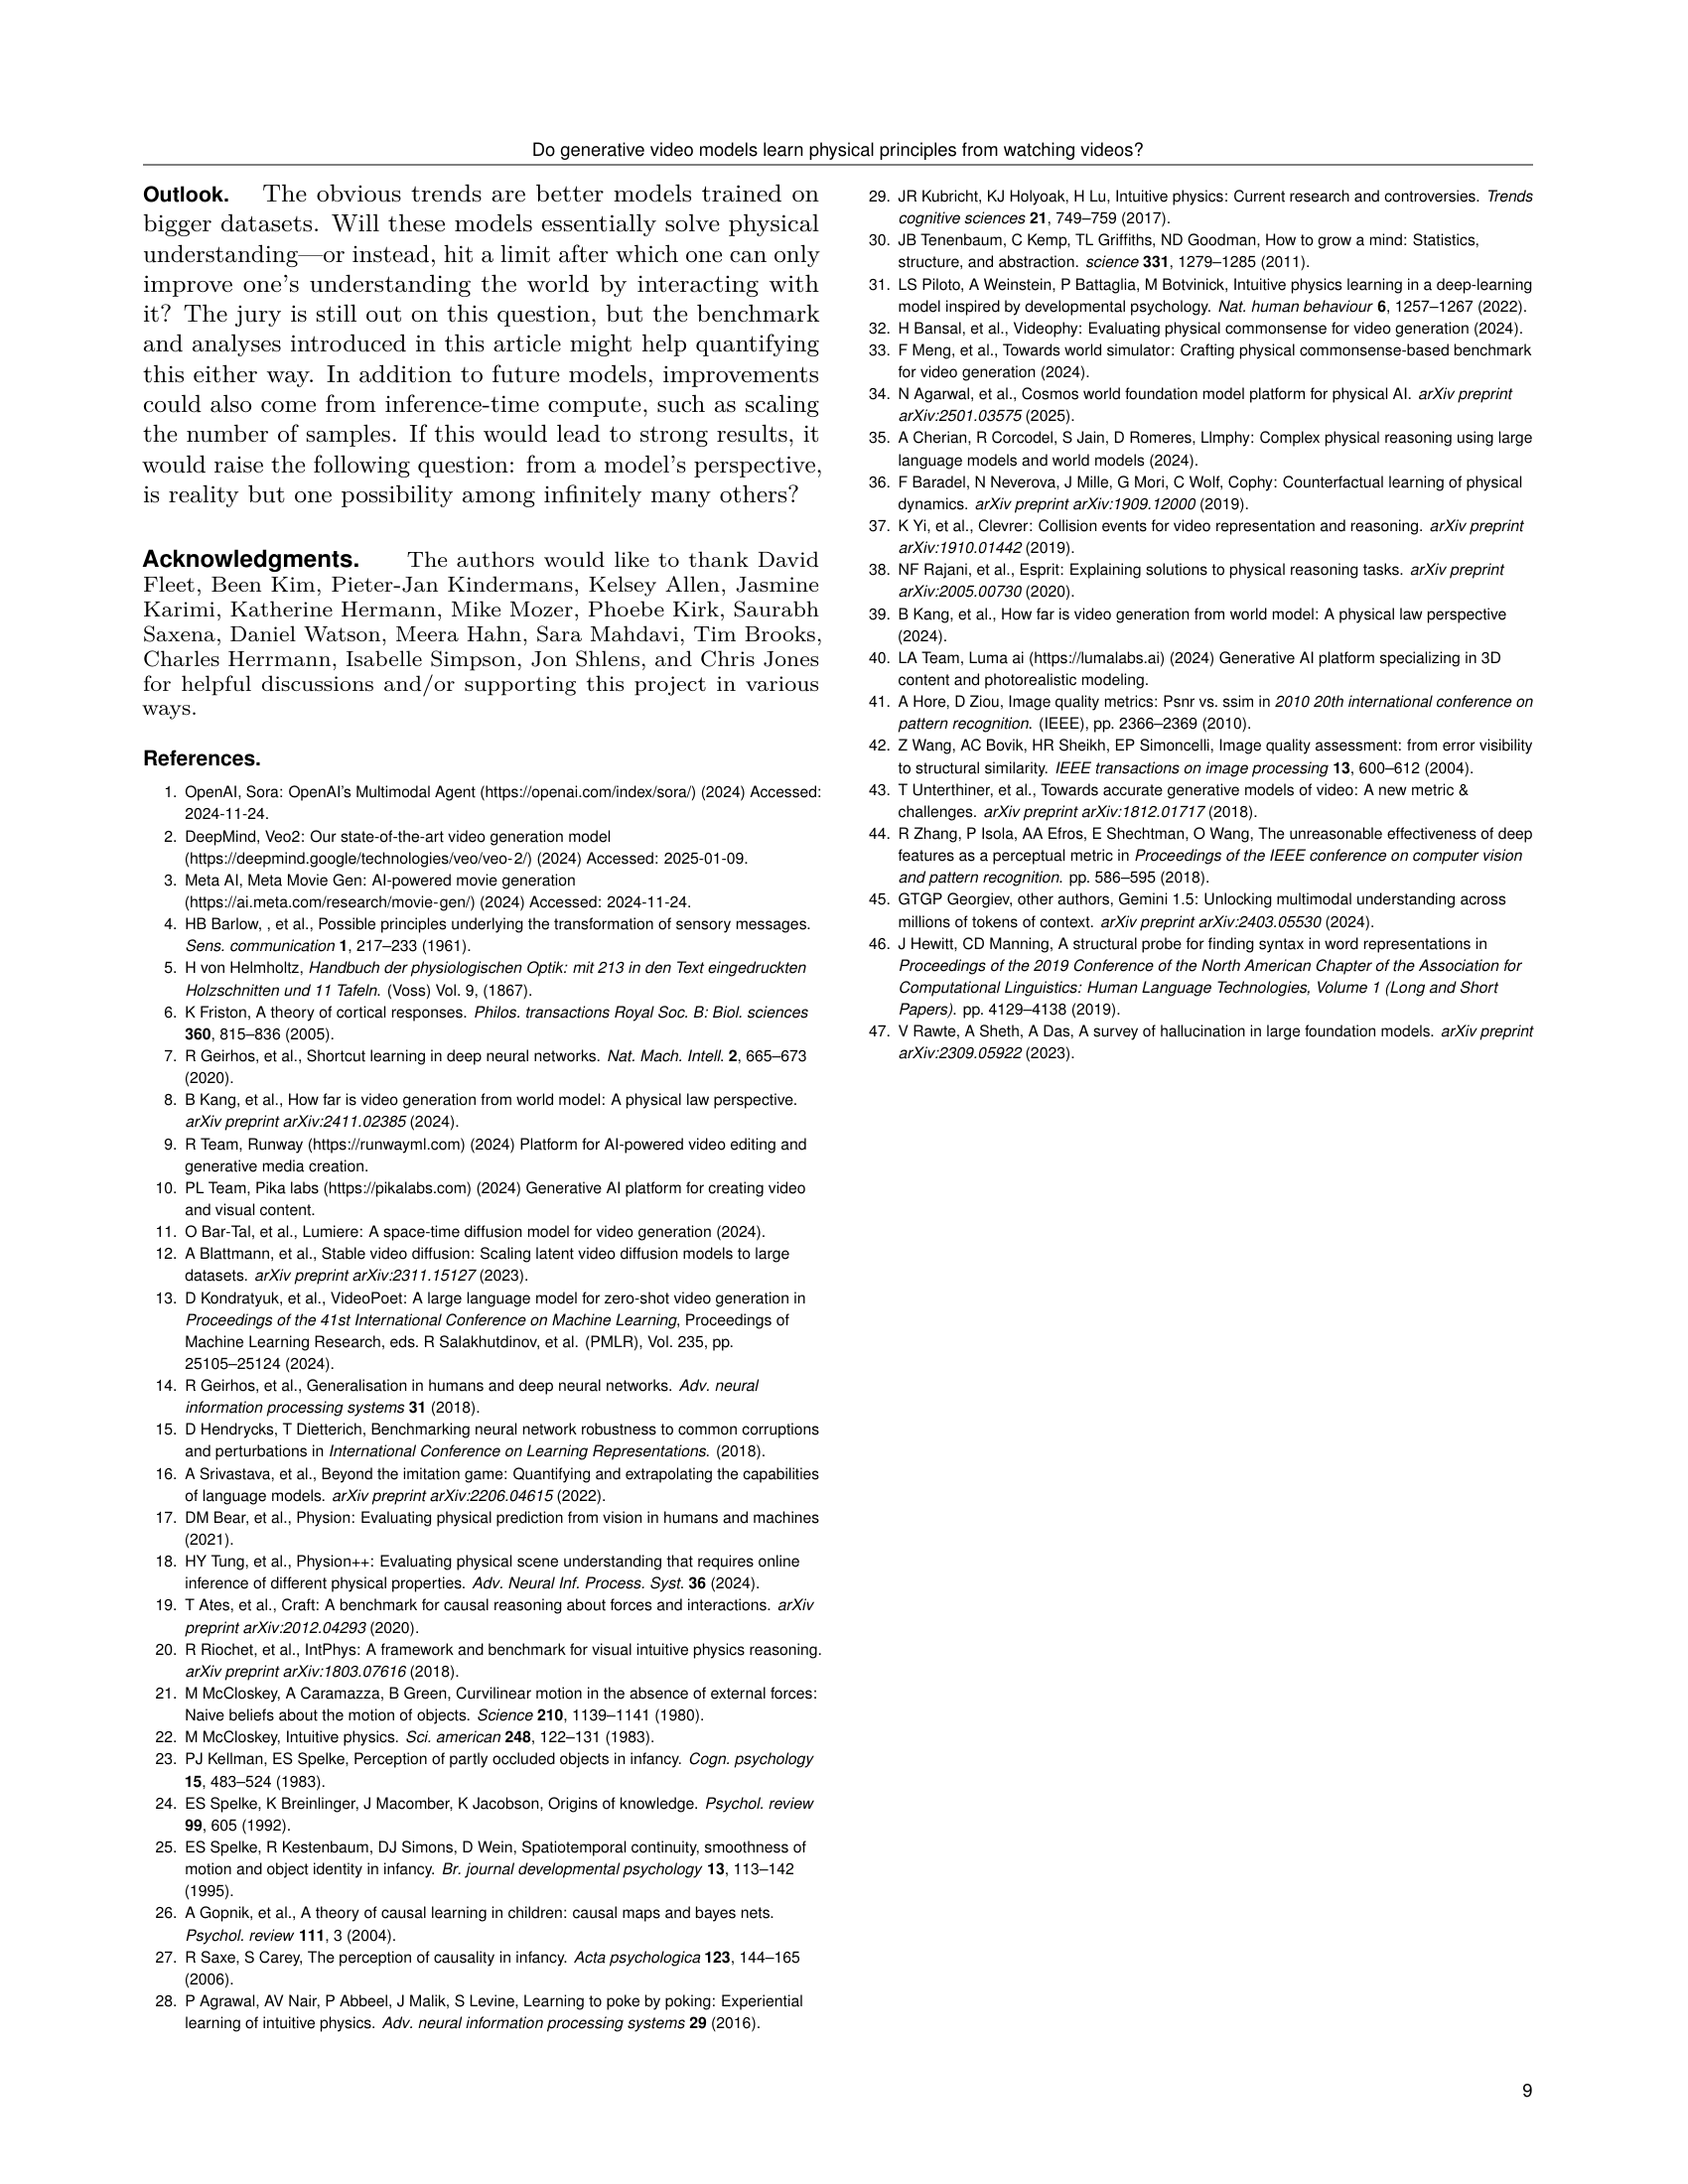 Do generative video models learn physical principles from watching videos?
Outlook. The obvious trends are better models trained on
bigger datasets. Will these models essentially solve physical
understanding—or instead, hit a limit after which one can only
improve one's understanding the world by interacting with
it? The jury is still out on this question, but the benchmark
and analyses introduced in this article might help quantifying
this either way. In addition to future models, improvements
could also come from inference-time compute, such as scaling
the number of samples. If this would lead to strong results, it
would raise the following question: from a model's perspective,
is reality but one possibility among infinitely many others?
Acknowledgments. The authors would like to thank David
Fleet, Been Kim, Pieter-Jan Kindermans, Kelsey Allen, Jasmine
Karimi, Katherine Hermann, Mike Mozer, Phoebe Kirk, Saurabh
Saxena, Daniel Watson, Meera Hahn, Sara Mahdavi, Tim Brooks,
Charles Herrmann, Isabelle Simpson, Jon Shlens, and Chris Jones
for helpful discussions and/or supporting this project in various
ways.
References.
1. OpenAI, Sora: OpenAI's Multimodal Agent (https://openai.com/index/sora/) (2024) Accessed:
2024-11-24.
2. DeepMind, Veo2: Our state-of-the-art video generation model
(https://deepmind.google/technologies/veo/veo-2/) (2024) Accessed: 2025-01-09.
3. Meta AI, Meta Movie Gen: AI-powered movie generation
(https://ai.meta.com/research/movie-gen/) (2024) Accessed: 2024-11-24.
4. HB Barlow, , et al., Possible principles underlying the transformation of sensory messages.
Sens. communication 1, 217–233 (1961).
5. H von Helmholtz, Handbuch der physiologischen Optik: mit 213 in den Text eingedruckten
Holzschnitten und 11 Tafeln. (Voss) Vol. 9, (1867).
6. K Friston, A theory of cortical responses. Philos. transactions Royal Soc. B: Biol. sciences
360, 815–836 (2005).
7. R Geirhos, et al., Shortcut learning in deep neural networks. Nat. Mach. Intell. 2, 665–673
(2020).
8. B Kang, et al., How far is video generation from world model: A physical law perspective.
arXiv preprint arXiv:2411.02385 (2024).
9. R Team, Runway (https://runwayml.com) (2024) Platform for AI-powered video editing and
generative media creation.
10. PL Team, Pika labs (https://pikalabs.com) (2024) Generative AI platform for creating video
and visual content.
11. O Bar-Tal, et al., Lumiere: A space-time diffusion model for video generation (2024).
12. A Blattmann, et al., Stable video diffusion: Scaling latent video diffusion models to large
datasets. arXiv preprint arXiv:2311.15127 (2023).
13. D Kondratyuk, et al., VideoPoet: A large language model for zero-shot video generation in
Proceedings of the 41st International Conference on Machine Learning, Proceedings of
Machine Learning Research, eds. R Salakhutdinov, et al. (PMLR), Vol. 235, pp.
25105–25124 (2024).
14. R Geirhos, et al., Generalisation in humans and deep neural networks. Adv. neural
information processing systems 31 (2018).
15. D Hendrycks, T Dietterich, Benchmarking neural network robustness to common corruptions
and perturbations in International Conference on Learning Representations. (2018).
16. A Srivastava, et al., Beyond the imitation game: Quantifying and extrapolating the capabilities
of language models. arXiv preprint arXiv:2206.04615 (2022).
17. DM Bear, et al., Physion: Evaluating physical prediction from vision in humans and machines
(2021).
18. HY Tung, et al., Physion++: Evaluating physical scene understanding that requires online
inference of different physical properties. Adv. Neural Inf. Process. Syst. 36 (2024).
19. T Ates, et al., Craft: A benchmark for causal reasoning about forces and interactions. arXiv
preprint arXiv:2012.04293 (2020).
20. R Riochet, et al., IntPhys: A framework and benchmark for visual intuitive physics reasoning.
arXiv preprint arXiv:1803.07616 (2018).
21. M McCloskey, A Caramazza, B Green, Curvilinear motion in the absence of external forces:
Naive beliefs about the motion of objects. Science 210, 1139–1141 (1980).
22. M McCloskey, Intuitive physics. Sci. american 248, 122–131 (1983).
23. PJ Kellman, ES Spelke, Perception of partly occluded objects in infancy. Cogn. psychology
15, 483–524 (1983).
24. ES Spelke, K Breinlinger, J Macomber, K Jacobson, Origins of knowledge. Psychol. review
99, 605 (1992).
25. ES Spelke, R Kestenbaum, DJ Simons, D Wein, Spatiotemporal continuity, smoothness of
motion and object identity in infancy. Br. journal developmental psychology 13, 113–142
(1995).
26. A Gopnik, et al., A theory of causal learning in children: causal maps and bayes nets.
Psychol. review 111, 3 (2004).
27. R Saxe, S Carey, The perception of causality in infancy. Acta psychologica 123, 144–165
(2006).
28. P Agrawal, AV Nair, P Abbeel, J Malik, S Levine, Learning to poke by poking: Experiential
learning of intuitive physics. Adv. neural information processing systems 29 (2016).
29. JR Kubricht, KJ Holyoak, H Lu, Intuitive physics: Current research and controversies. Trends
cognitive sciences 21, 749–759 (2017).
30. JB Tenenbaum, C Kemp, TL Griffiths, ND Goodman, How to grow a mind: Statistics,
structure, and abstraction. science 331, 1279–1285 (2011).
31. LS Piloto, A Weinstein, P Battaglia, M Botvinick, Intuitive physics learning in a deep-learning
model inspired by developmental psychology. Nat. human behaviour 6, 1257–1267 (2022).
32. H Bansal, et al., Videophy: Evaluating physical commonsense for video generation (2024).
33. F Meng, et al., Towards world simulator: Crafting physical commonsense-based benchmark
for video generation (2024).
34. N Agarwal, et al., Cosmos world foundation model platform for physical AI. arXiv preprint
arXiv:2501.03575 (2025).
35. A Cherian, R Corcodel, S Jain, D Romeres, Llmphy: Complex physical reasoning using large
language models and world models (2024).
36. F Baradel, N Neverova, J Mille, G Mori, C Wolf, Cophy: Counterfactual learning of physical
dynamics. arXiv preprint arXiv:1909.12000 (2019).
37. K Yi, et al., Clevrer: Collision events for video representation and reasoning. arXiv preprint
arXiv:1910.01442 (2019).
38. NF Rajani, et al., Esprit: Explaining solutions to physical reasoning tasks. arXiv preprint
arXiv:2005.00730 (2020).
39. B Kang, et al., How far is video generation from world model: A physical law perspective
(2024).
40. LA Team, Luma ai (https://lumalabs.ai) (2024) Generative AI platform specializing in 3D
content and photorealistic modeling.
41. A Hore, D Ziou, Image quality metrics: Psnr vs. ssim in 2010 20th international conference on
pattern recognition. (IEEE), pp. 2366–2369 (2010).
42. Z Wang, AC Bovik, HR Sheikh, EP Simoncelli, Image quality assessment: from error visibility
to structural similarity. IEEE transactions on image processing 13, 600–612 (2004).
43. T Unterthiner, et al., Towards accurate generative models of video: A new metric &
challenges. arXiv preprint arXiv:1812.01717 (2018).
44. R Zhang, P Isola, AA Efros, E Shechtman, O Wang, The unreasonable effectiveness of deep
features as a perceptual metric in Proceedings of the IEEE conference on computer vision
and pattern recognition. pp. 586–595 (2018).
45. GTGP Georgiev, other authors, Gemini 1.5: Unlocking multimodal understanding across
millions of tokens of context. arXiv preprint arXiv:2403.05530 (2024).
46. J Hewitt, CD Manning, A structural probe for finding syntax in word representations in
Proceedings of the 2019 Conference of the North American Chapter of the Association for
Computational Linguistics: Human Language Technologies, Volume 1 (Long and Short
Papers). pp. 4129–4138 (2019).
47. V Rawte, A Sheth, A Das, A survey of hallucination in large foundation models. arXiv preprint
arXiv:2309.05922 (2023).
9